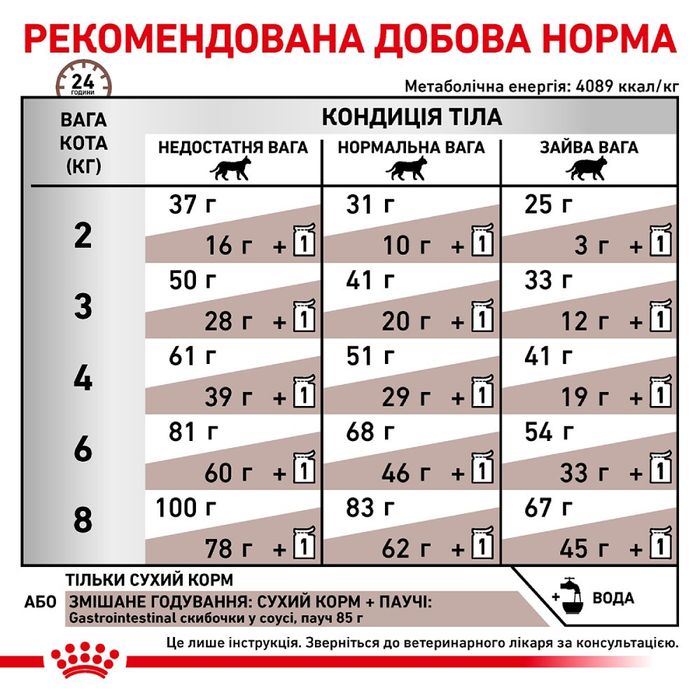 РЕКОМЕНДОВАНА ДОБОВА НОРМА
24
ГОДИНИ
Метаболічна енергія: 4089 ккал/кг
ВАГА
КОТА
(КГ)
КОНДИЦІЯ ТІЛА
НЕДОСТАТНЯ ВАГА НОРМАЛЬНА ВАГА ЗАЙВА ВАГА
37 г 31 г 25 г
2
16 г + 1 10 г + 1 3 г + 1
50 г 41 г 33 г
3
28 г + 1 20 г + 1 12 г + 1
61 г 51 г 41 г
4
39 г + 1 29 г + 1 19 г + 1
81 г 68 г 54 г
6
60 г + 1 46 г + 1 33 г + 1
100 г 83 г 67 г
8
78 г + 1 62 г + 1 45 г + 1
ТІЛЬКИ СУХИЙ КОРМ
АБО ЗМІШАНЕ ГОДУВАННЯ: СУХИЙ КОРМ + ПАУЧІ:
Gastrointestinal скибочки у соусі, пауч 85 г
+ ВОДА
Це лише інструкція. Зверніться до ветеринарного лікаря за консультацією.